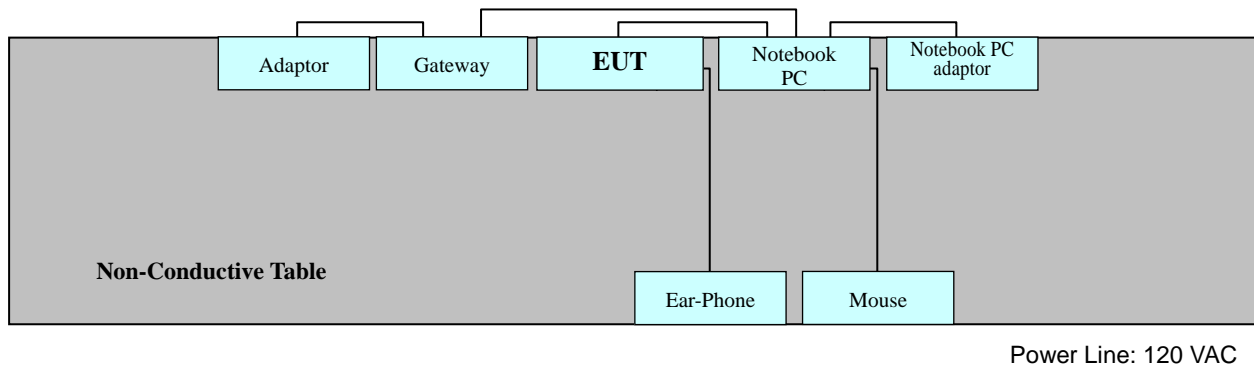 Adaptor
Gateway
EUT
Notebook
PC
Notebook PC
adaptor
Non-Conductive Table
Ear-Phone
Mouse
Power Line: 120 VAC